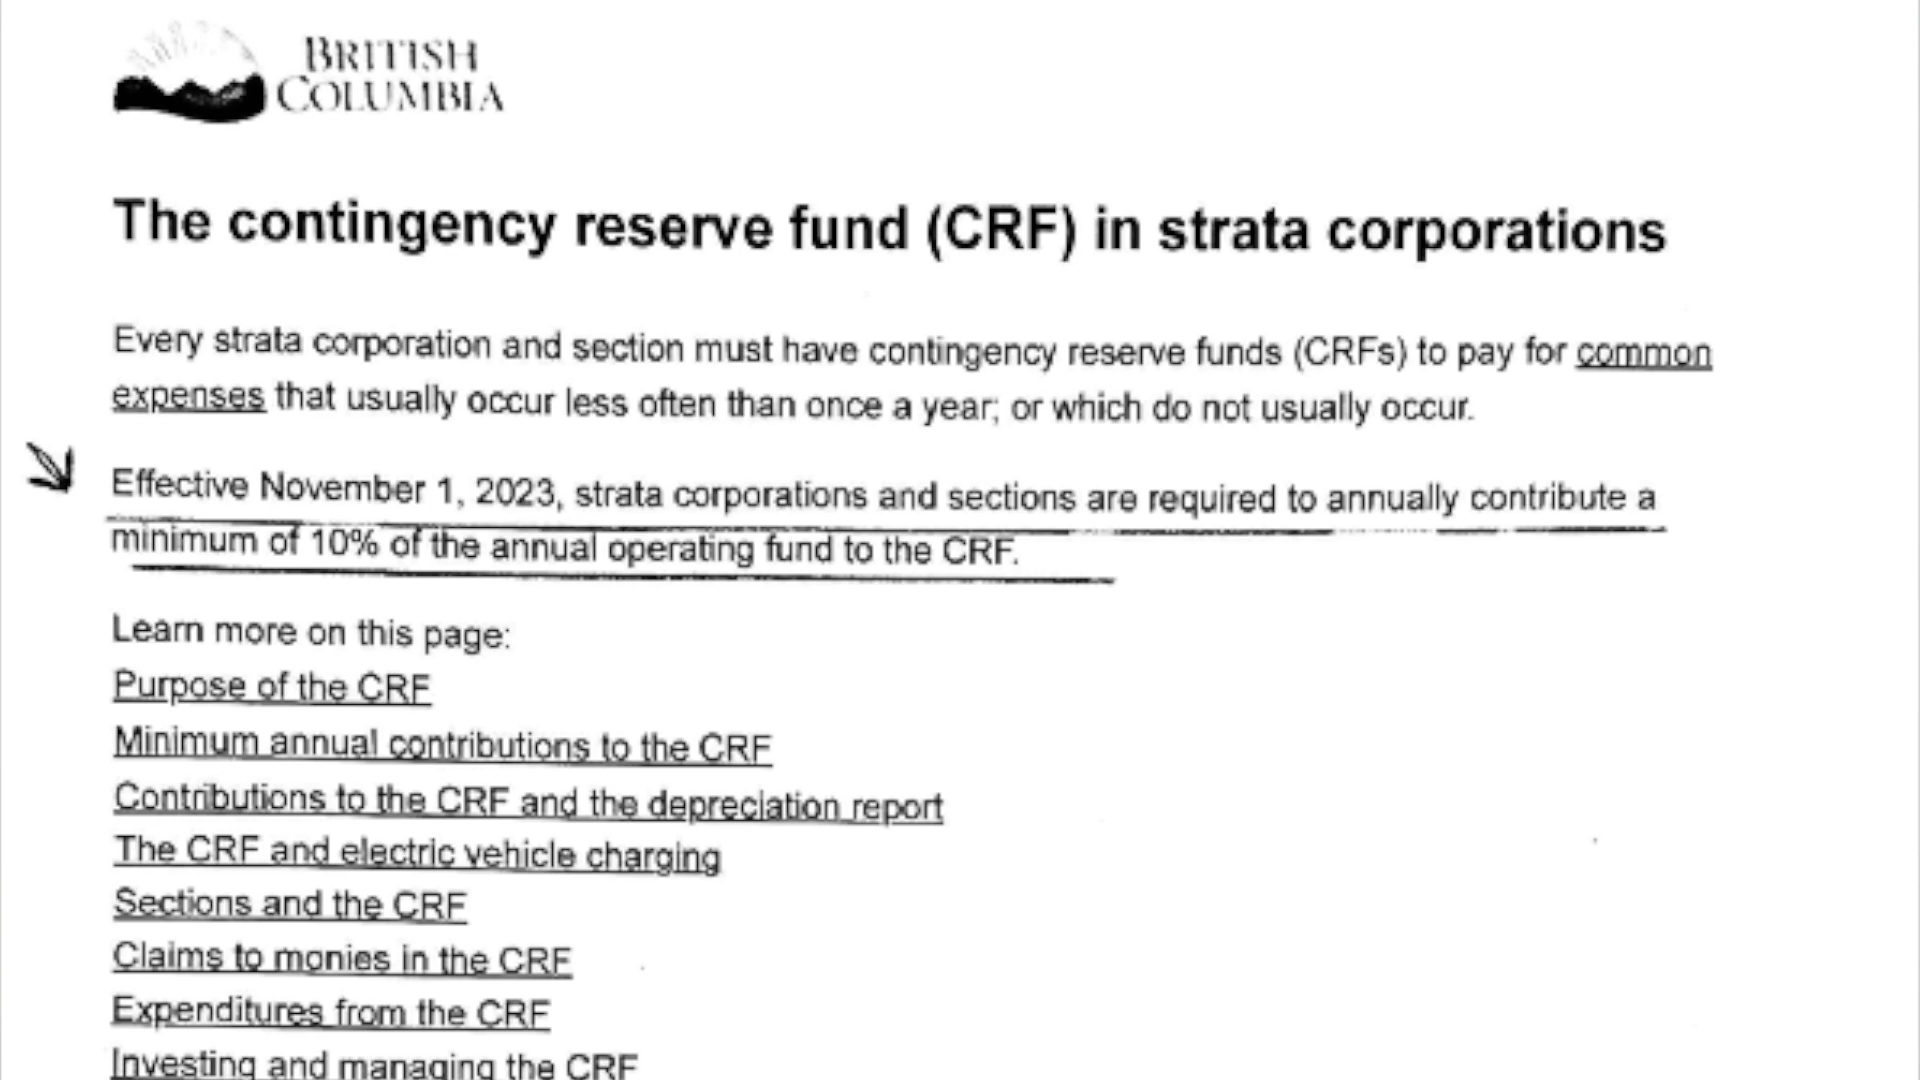 BRITISH
COLUMBIA
The contingency reserve fund (CRF) in strata corporations
Every strata corporation and section must have contingency reserve funds (CRFs) to pay for common
expenses that usually occur less often than once a year; or which do not usually occur.
Effective November 1, 2023, strata corporations and sections are required to annually contribute a
minimum of 10% of the annual operating fund to the CRF.
Learn more on this page:
Purpose of the CRF
Minimum annual contributions to the CRF
Contributions to the CRF and the depreciation report
The CRF and electric vehicle charging
Sections and the CRF
Claims to monies in the CRF
Expenditures from the CRF
Investing and managing the CRF